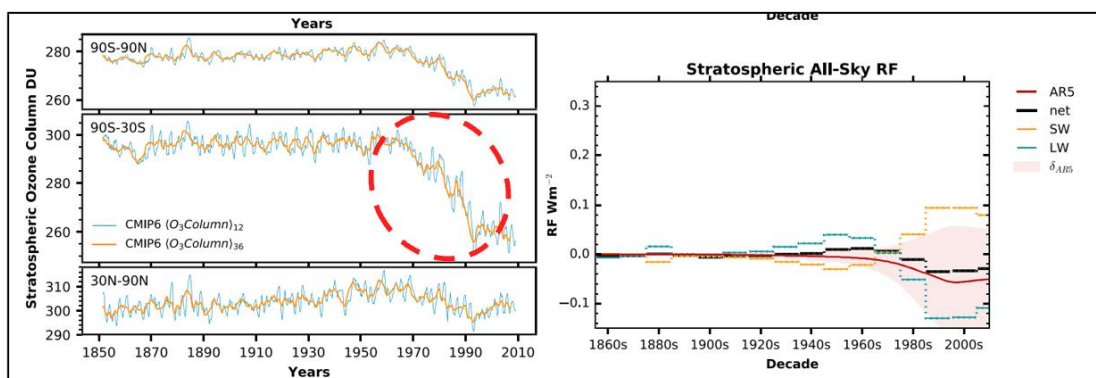 Years
90S-90N
280
260
90S-30S
300
280
260
CMIP6 ⟨O₃Column⟩₁₂
CMIP6 ⟨O₃Column⟩₃₆
30N-90N
310
300
290
Stratospheric Ozone Column DU
1850 1870 1890 1910 1930 1950 1970 1990 2010
Years
Decade
Stratospheric All-Sky RF
0.3
0.2
0.1
0.0
−0.1
RF Wm⁻²
1860s 1880s 1900s 1920s 1940s 1960s 1980s 2000s
Decade
AR5
net
SW
LW
δ_AR5